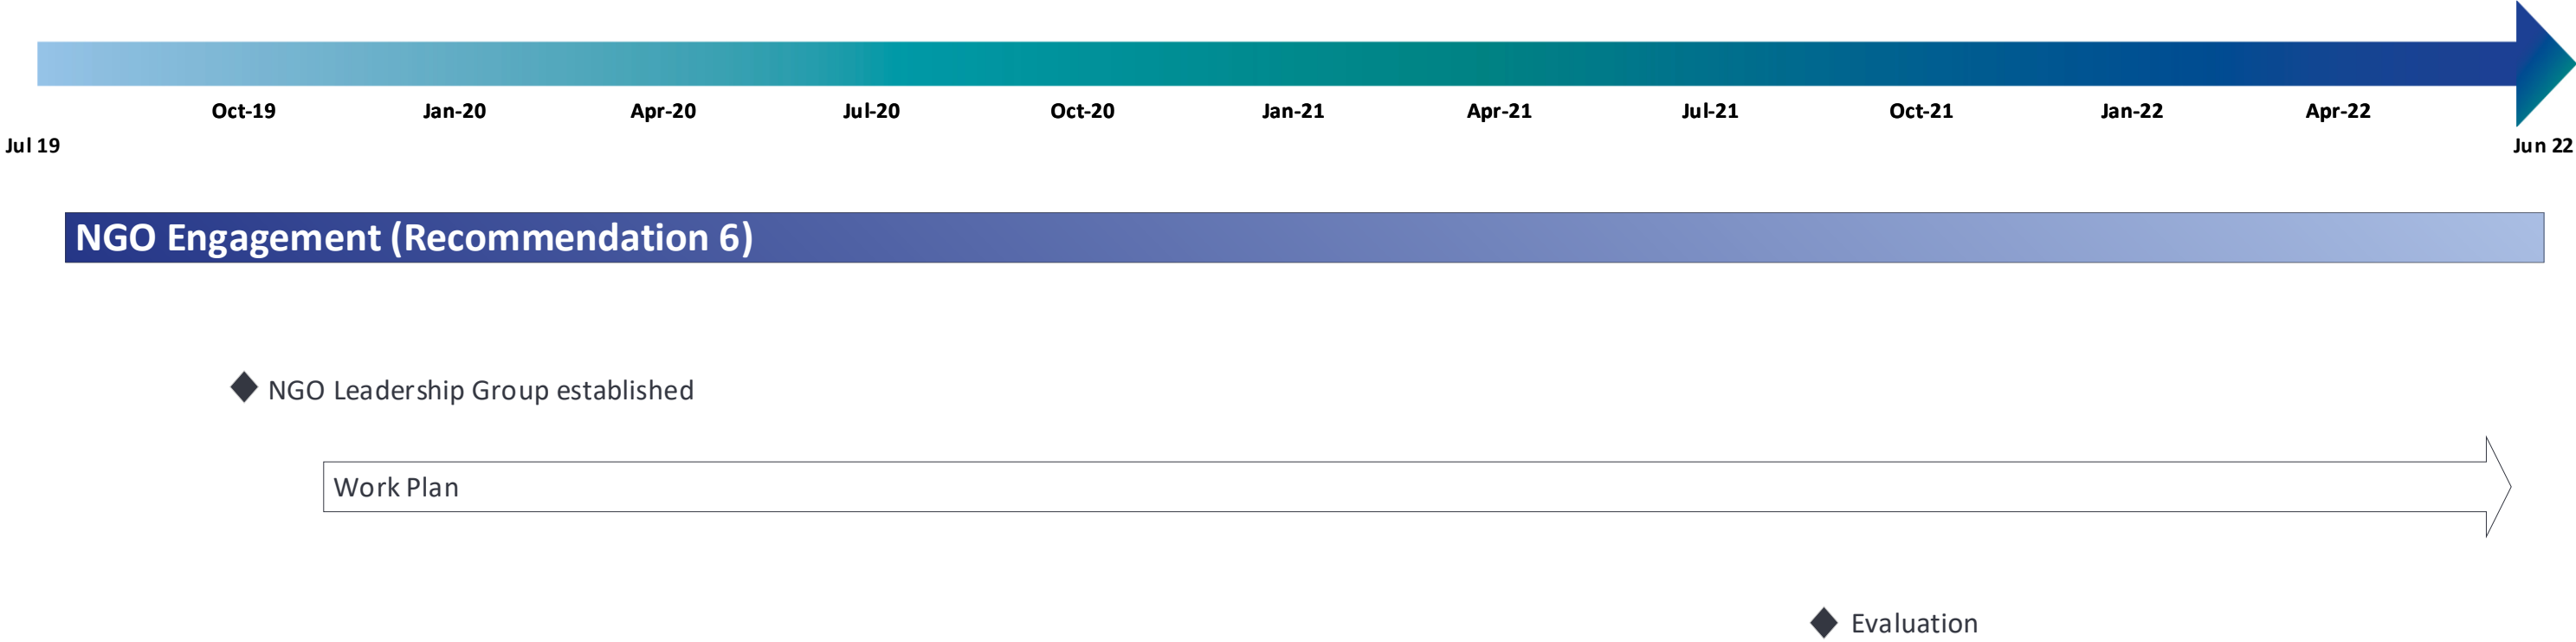 Oct-19 Jan-20 Apr-20 Jul-20 Oct-20 Jan-21 Apr-21 Jul-21 Oct-21 Jan-22 Apr-22
Jul 19 Jun 22
NGO Engagement (Recommendation 6)
NGO Leadership Group established
Work Plan
Evaluation